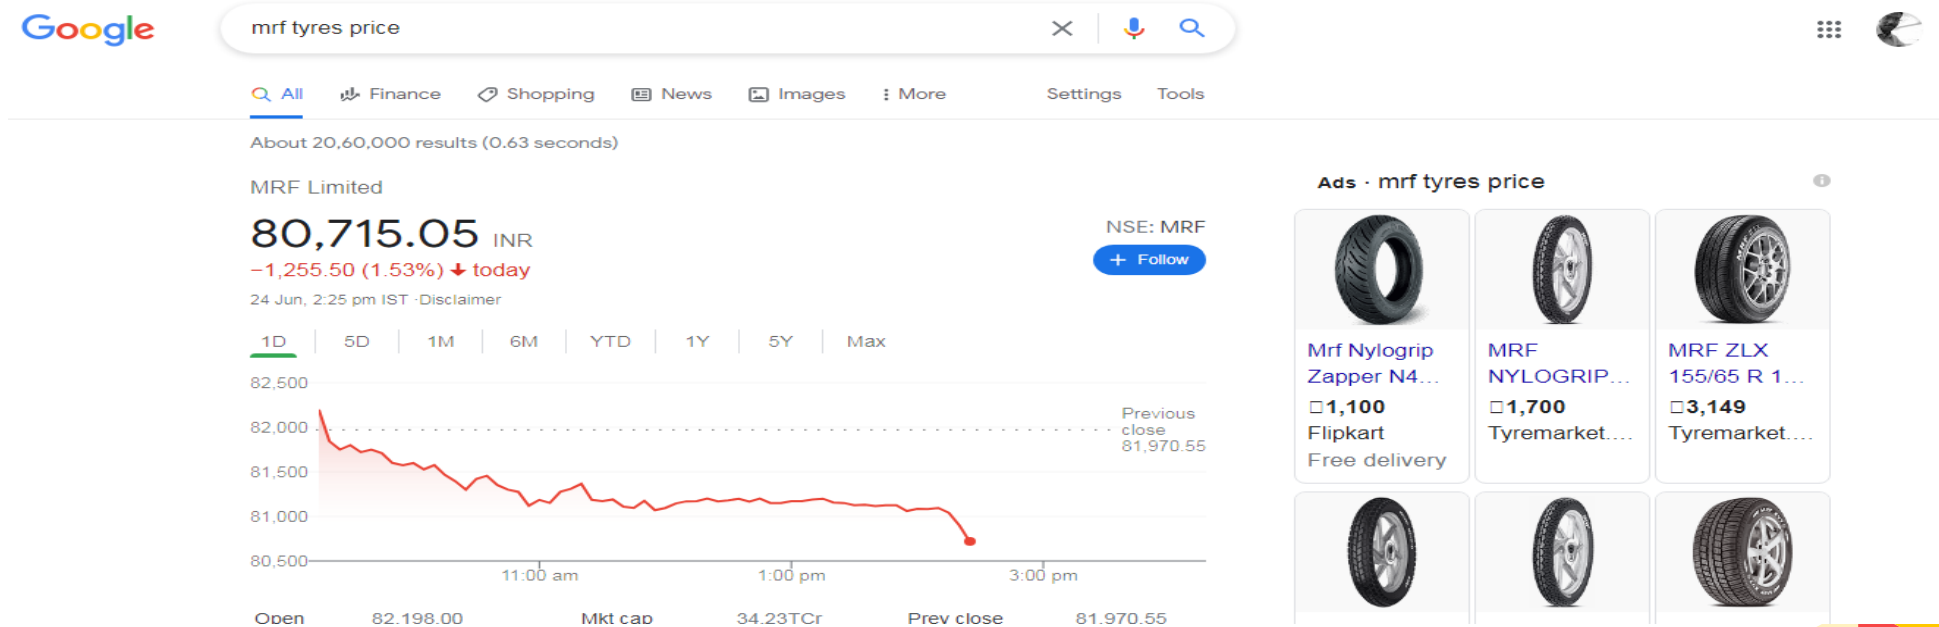 Google
mrf tyres price
All Finance Shopping News Images More Settings Tools
About 20,60,000 results (0.63 seconds)
MRF Limited
80,715.05 INR
−1,255.50 (1.53%) today
24 Jun, 2:25 pm IST ·Disclaimer
NSE: MRF
+ Follow
1D 5D 1M 6M YTD 1Y 5Y Max
82,500
82,000
81,500
81,000
80,500
Previous
close
81,970.55
11:00 am 1:00 pm 3:00 pm
Open 82,198.00 Mkt cap 34.23TCr Prev close 81,970.55
Ads · mrf tyres price
Mrf Nylogrip
Zapper N4...
□1,100
Flipkart
Free delivery
MRF
NYLOGRIP...
□1,700
Tyremarket....
MRF ZLX
155/65 R 1...
□3,149
Tyremarket....